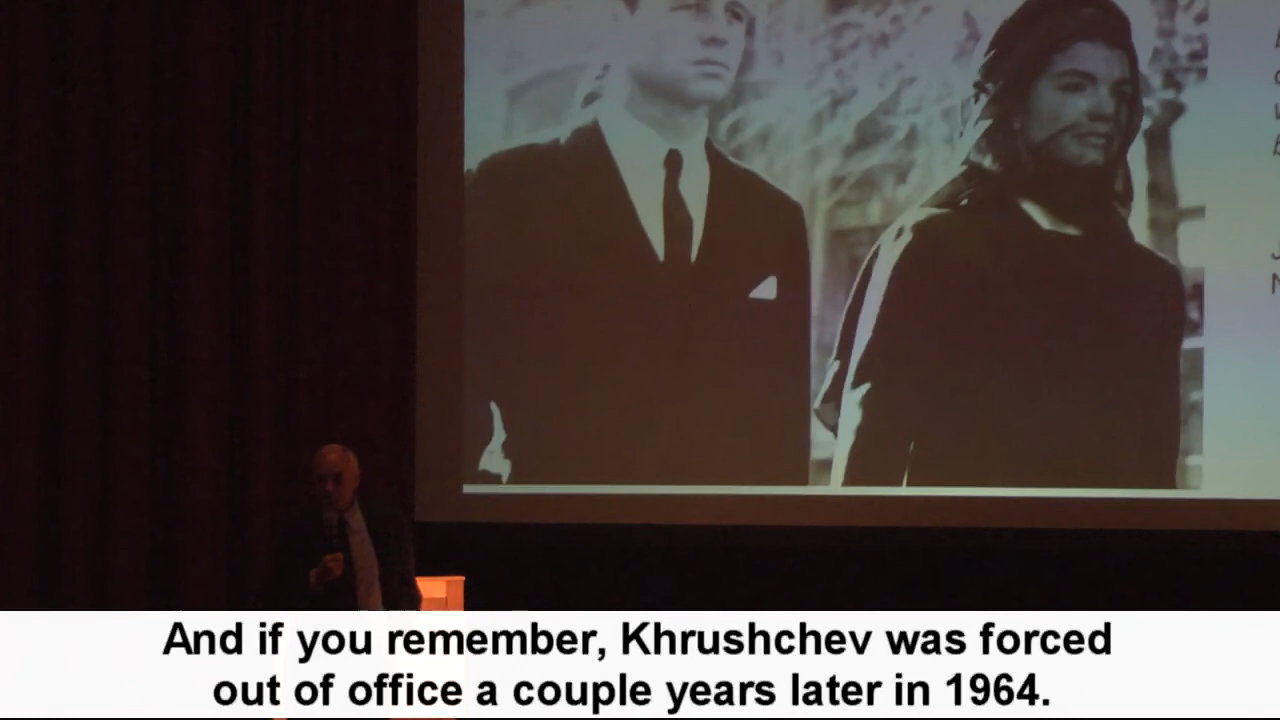 And if you remember, Khrushchev was forced
out of office a couple years later in 1964.